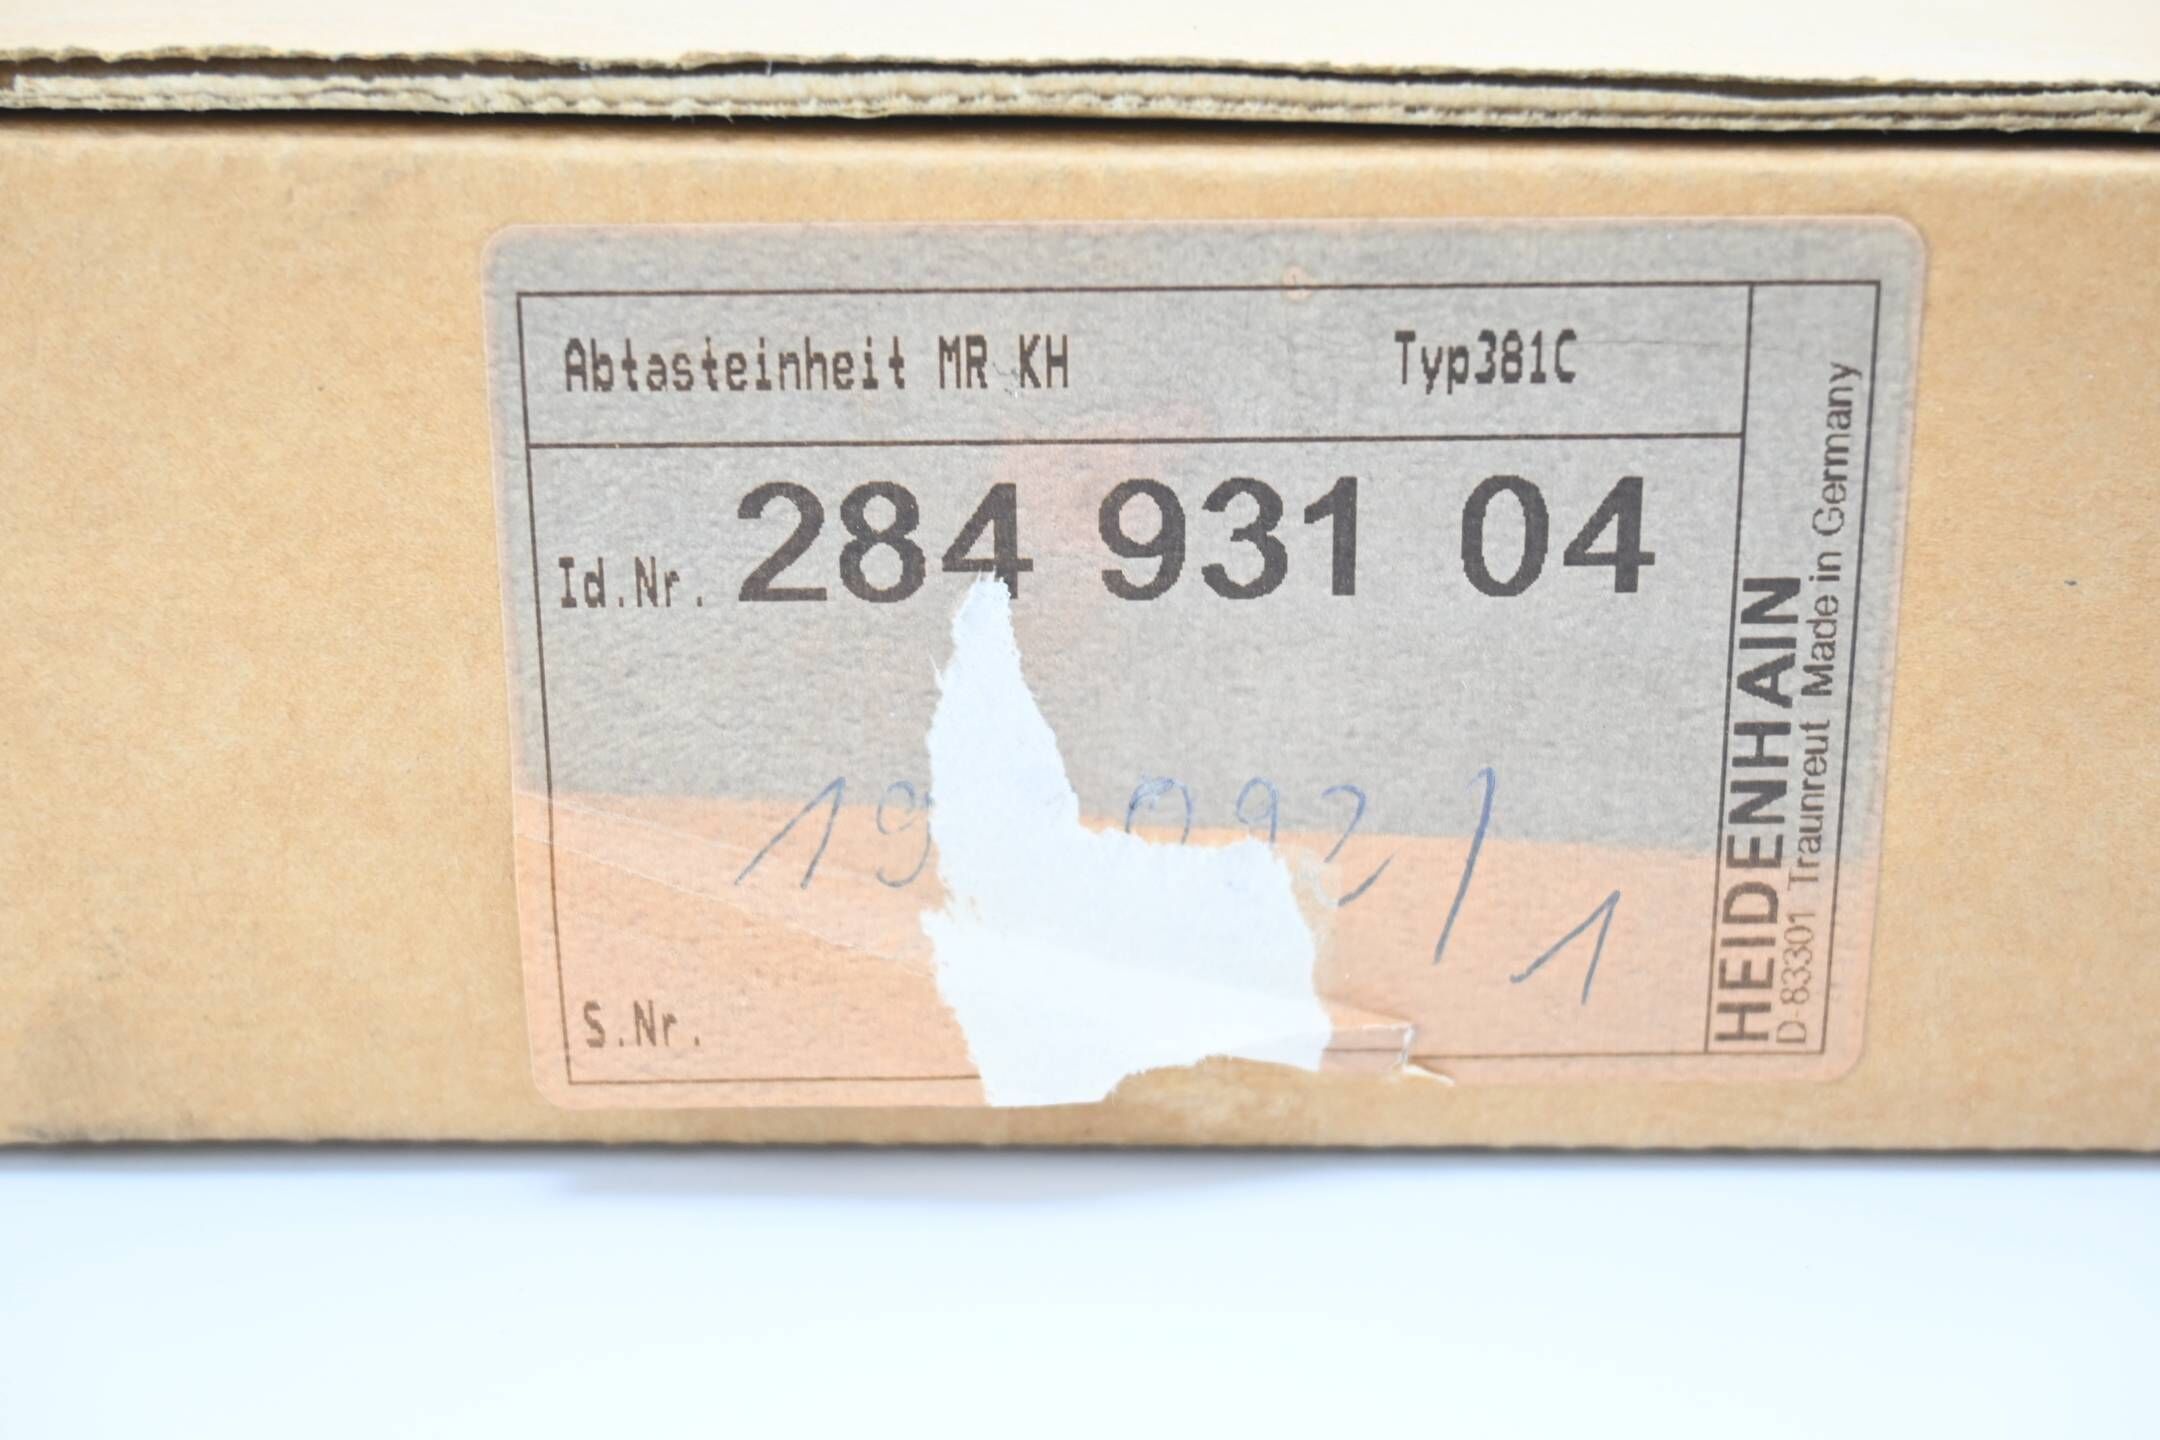 Abtasteinheit MR KH Typ381C
Id.Nr. 284 931 04
S.Nr.
HEIDENHAIN
D-83301 Traunreut Made in Germany